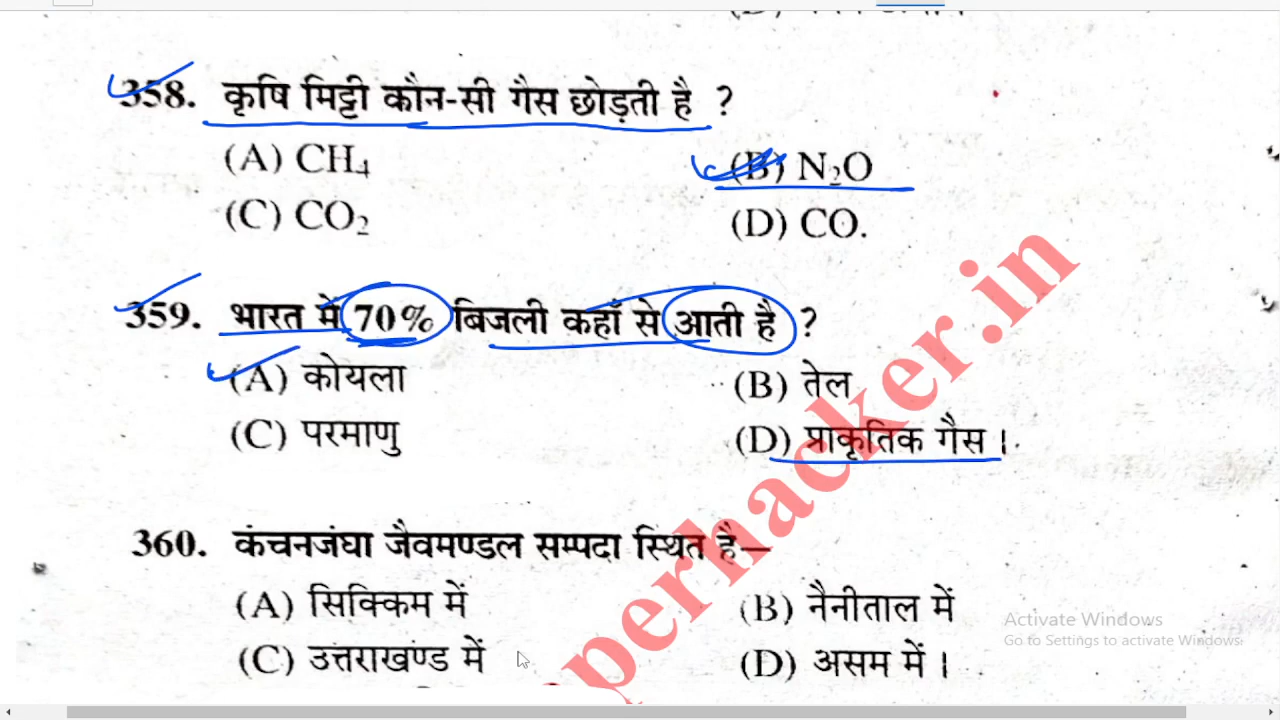 358. कृषि मिट्टी कौन-सी गैस छोड़ती है ?
(A) CH₄ (B) N₂O
(C) CO₂ (D) CO.
359. भारत में 70% बिजली कहाँ से आती है ?
(A) कोयला (B) तेल
(C) परमाणु (D) प्राकृतिक गैस ।
360. कंचनजंघा जैवमण्डल सम्पदा स्थित है—
(A) सिक्किम में (B) नैनीताल में
(C) उत्तराखण्ड में (D) असम में ।
perhacker.in
Activate Windows
Go to Settings to activate Windows.